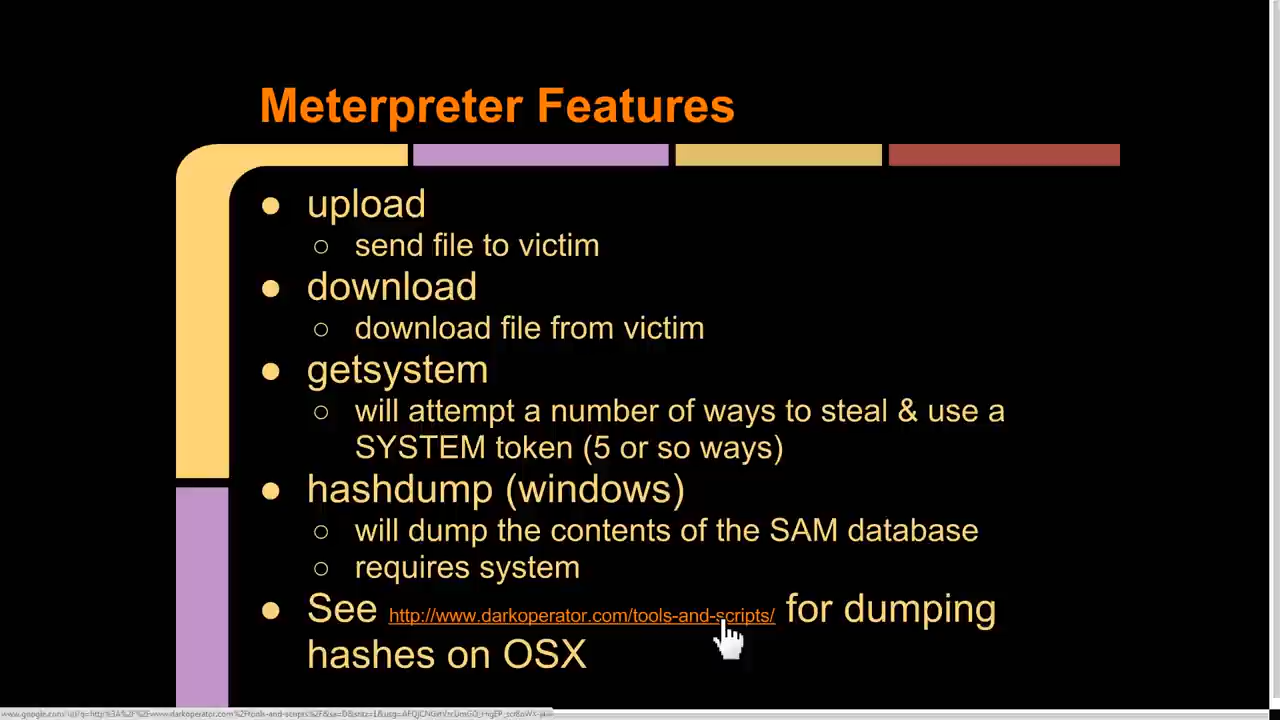 Meterpreter Features
● upload
○ send file to victim
● download
○ download file from victim
● getsystem
○ will attempt a number of ways to steal & use a
SYSTEM token (5 or so ways)
● hashdump (windows)
○ will dump the contents of the SAM database
○ requires system
● See http://www.darkoperator.com/tools-and-scripts/ for dumping
hashes on OSX